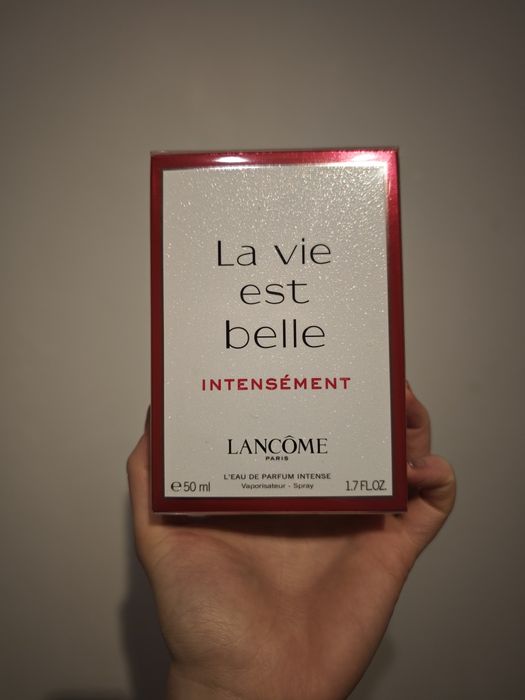 La vie
est
belle
INTENSÉMENT
LANCÔME
PARIS
L'EAU DE PARFUM INTENSE
Vaporisateur - Spray
℮ 50 ml
1.7 FL.OZ.